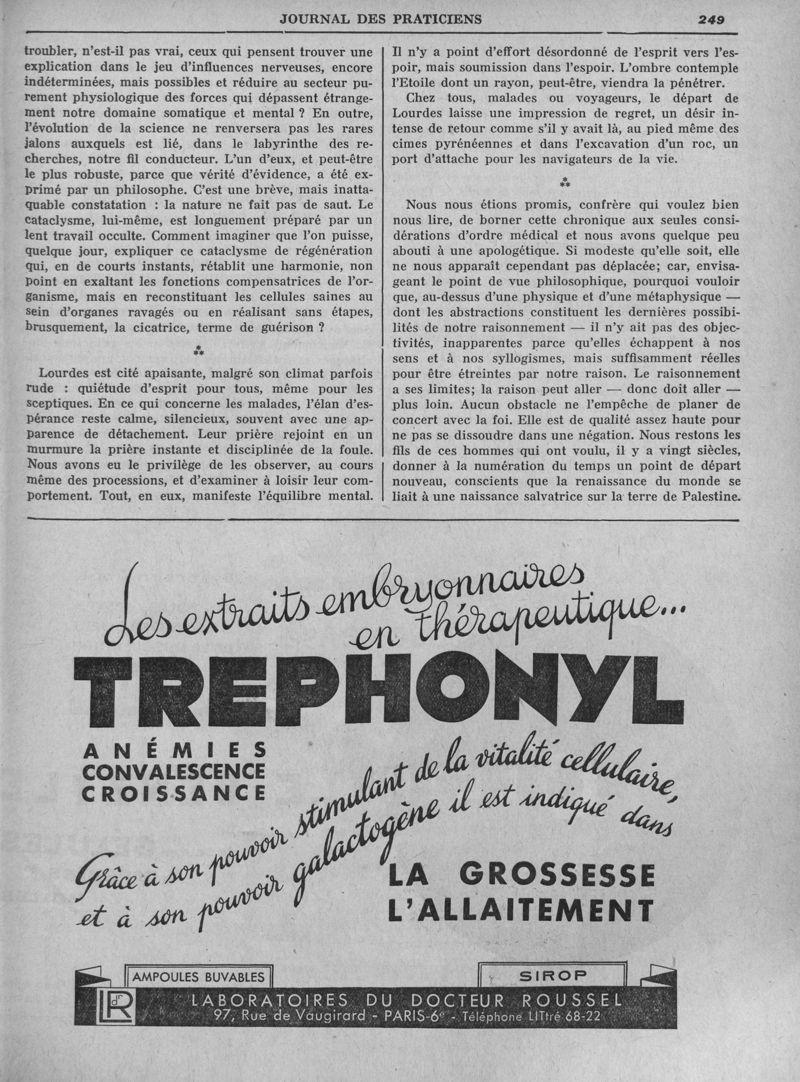 JOURNAL DES PRATICIENS 249
troubler, n'est-il pas vrai, ceux qui pensent trouver une
explication dans le jeu d'influences nerveuses, encore
indéterminées, mais possibles et réduire au secteur pu-
rement physiologique des forces qui dépassent étrange-
ment notre domaine somatique et mental ? En outre,
l'évolution de la science ne renversera pas les rares
jalons auxquels est lié, dans le labyrinthe des re-
cherches, notre fil conducteur. L'un d'eux, et peut-être
le plus robuste, parce que vérité d'évidence, a été ex-
primé par un philosophe. C'est une brève, mais inatta-
quable constatation : la nature ne fait pas de saut. Le
cataclysme, lui-même, est longuement préparé par un
lent travail occulte. Comment imaginer que l'on puisse,
quelque jour, expliquer ce cataclysme de régénération
qui, en de courts instants, rétablit une harmonie, non
point en exaltant les fonctions compensatrices de l'or-
ganisme, mais en reconstituant les cellules saines au
sein d'organes ravagés ou en réalisant sans étapes,
brusquement, la cicatrice, terme de guérison ?
*
**
Lourdes est cité apaisante, malgré son climat parfois
rude : quiétude d'esprit pour tous, même pour les
sceptiques. En ce qui concerne les malades, l'élan d'es-
pérance reste calme, silencieux, souvent avec une ap-
parence de détachement. Leur prière rejoint en un
murmure la prière instante et disciplinée de la foule.
Nous avons eu le privilège de les observer, au cours
même des processions, et d'examiner à loisir leur com-
portement. Tout, en eux, manifeste l'équilibre mental.
Il n'y a point d'effort désordonné de l'esprit vers l'es-
poir, mais soumission dans l'espoir. L'ombre contemple
l'Etoile dont un rayon, peut-être, viendra la pénétrer.
Chez tous, malades ou voyageurs, le départ de
Lourdes laisse une impression de regret, un désir in-
tense de retour comme s'il y avait là, au pied même des
cimes pyrénéennes et dans l'excavation d'un roc, un
port d'attache pour les navigateurs de la vie.
*
**
Nous nous étions promis, confrère qui voulez bien
nous lire, de borner cette chronique aux seules consi-
dérations d'ordre médical et nous avons quelque peu
abouti à une apologétique. Si modeste qu'elle soit, elle
ne nous apparaît cependant pas déplacée; car, envisa-
geant le point de vue philosophique, pourquoi vouloir
que, au-dessus d'une physique et d'une métaphysique —
dont les abstractions constituent les dernières possibi-
lités de notre raisonnement — il n'y ait pas des objec-
tivités, inapparentes parce qu'elles échappent à nos
sens et à nos syllogismes, mais suffisamment réelles
pour être étreintes par notre raison. Le raisonnement
a ses limites; la raison peut aller — donc doit aller —
plus loin. Aucun obstacle ne l'empêche de planer de
concert avec la foi. Elle est de qualité assez haute pour
ne pas se dissoudre dans une négation. Nous restons les
fils de ces hommes qui ont voulu, il y a vingt siècles,
donner à la numération du temps un point de départ
nouveau, conscients que la renaissance du monde se
liait à une naissance salvatrice sur la terre de Palestine.
Les extraits embryonnaires
en thérapeutique...
TREPHONYL
ANÉMIES
CONVALESCENCE
CROISSANCE
Grâce à son pouvoir stimulant de la vitalité cellulaire,
et à son pouvoir galactogène il est indiqué dans
LA GROSSESSE
L'ALLAITEMENT
AMPOULES BUVABLES
SIROP
L dr R
LABORATOIRES DU DOCTEUR ROUSSEL
97, Rue de Vaugirard - PARIS-6e - Téléphone LITtré 68-22